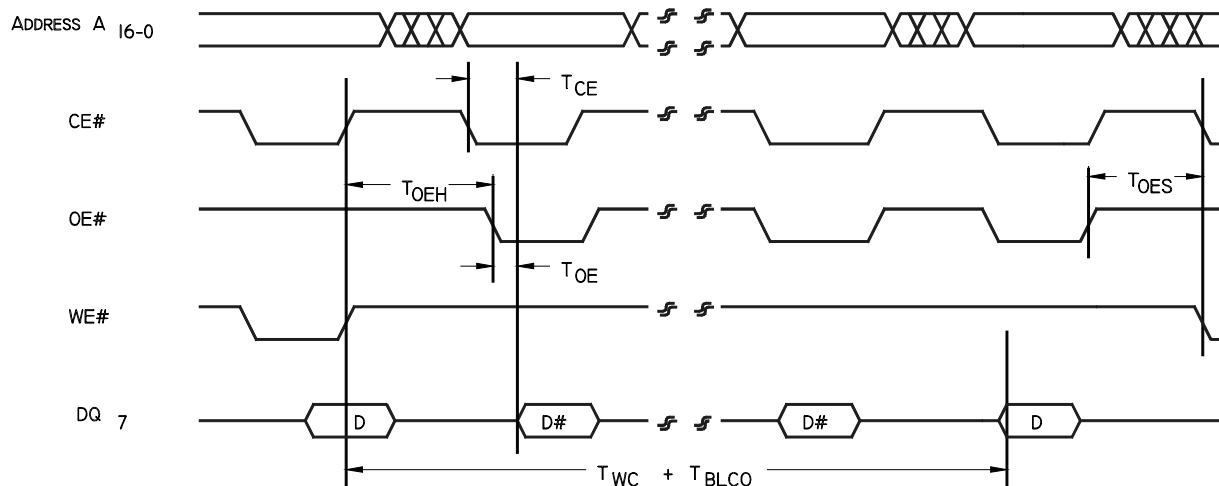 ADDRESS A 16-0
T CE
CE#
T OEH
T OES
OE#
T OE
WE#
DQ 7
D
D#
D#
D
T WC + T BLCO